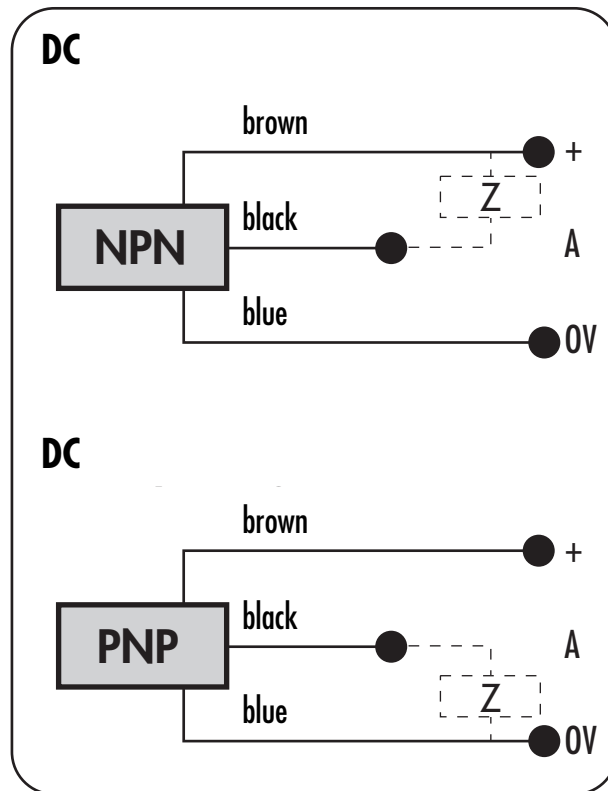 DC
brown
+
Z
black
NPN
A
blue
0V
DC
brown
+
black
PNP
A
Z
blue
0V